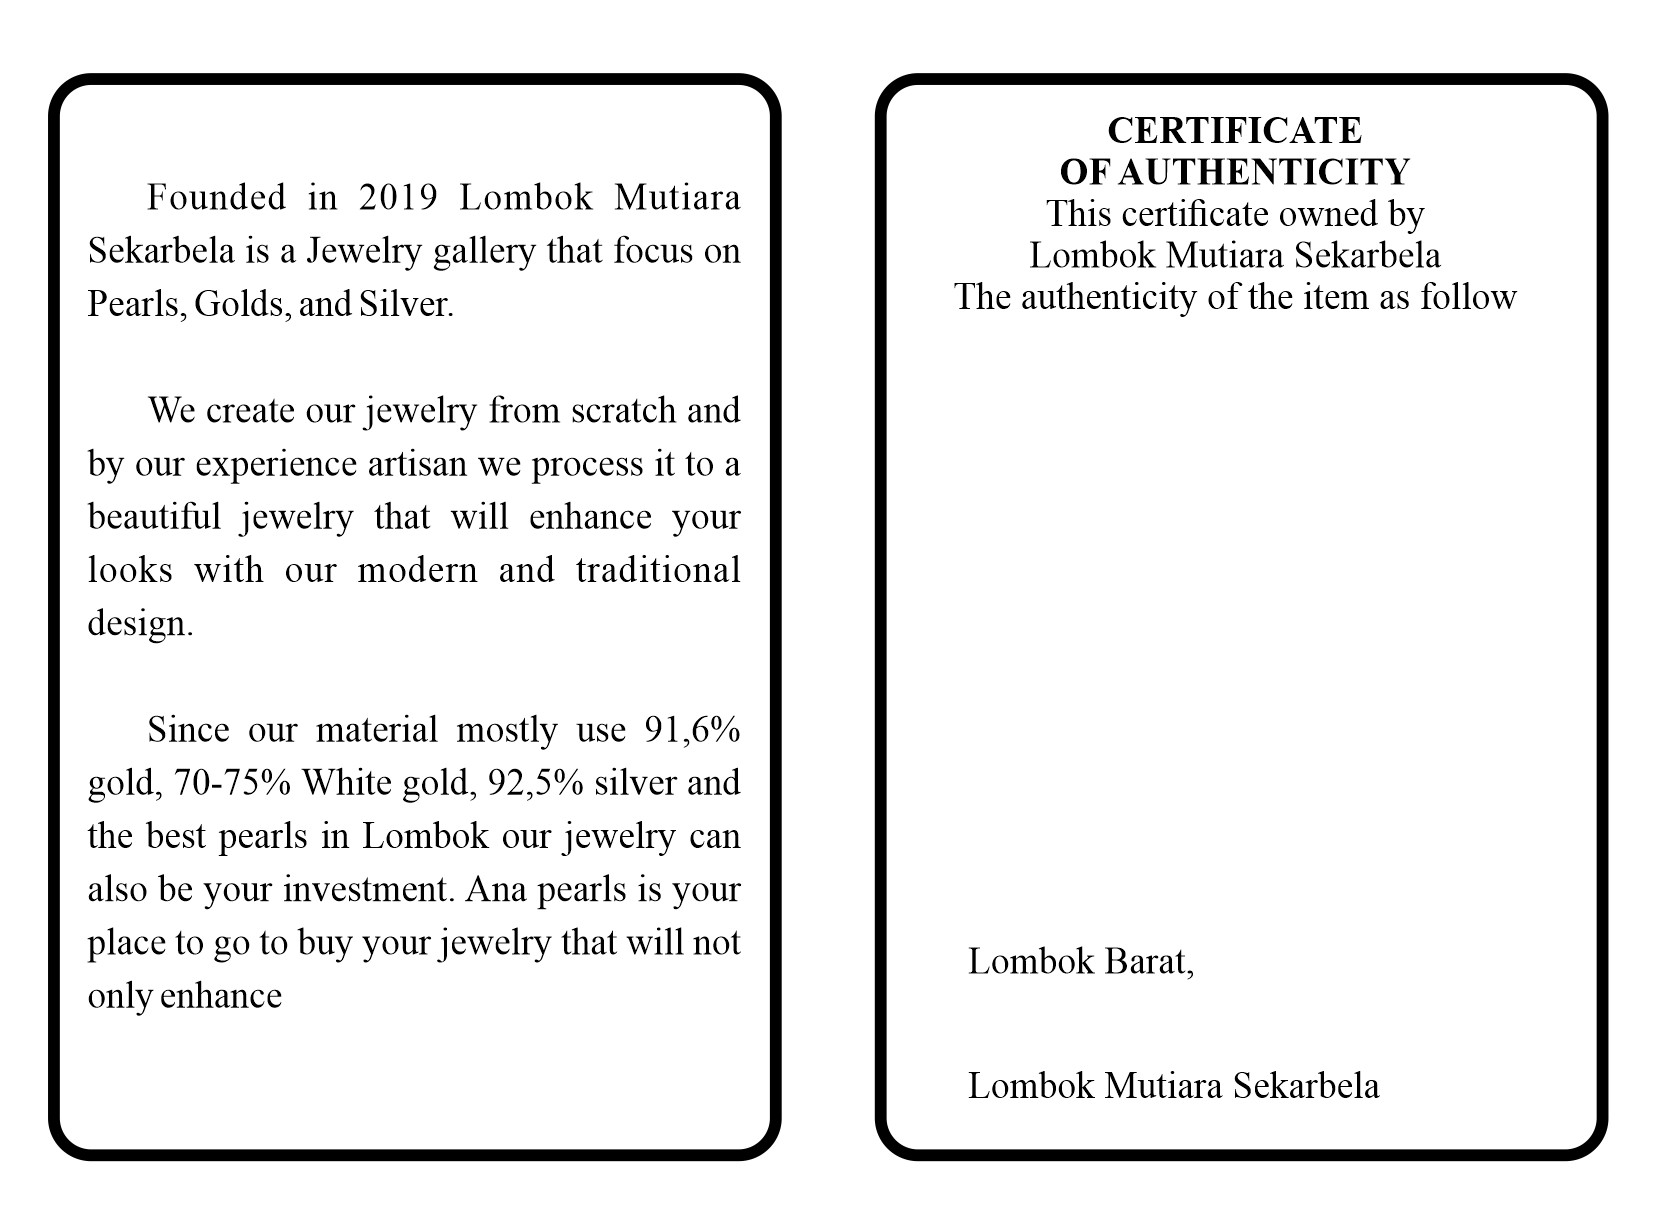 Founded in 2019 Lombok Mutiara
Sekarbela is a Jewelry gallery that focus on
Pearls, Golds, and Silver.
We create our jewelry from scratch and
by our experience artisan we process it to a
beautiful jewelry that will enhance your
looks with our modern and traditional
design.
Since our material mostly use 91,6%
gold, 70-75% White gold, 92,5% silver and
the best pearls in Lombok our jewelry can
also be your investment. Ana pearls is your
place to go to buy your jewelry that will not
only enhance
CERTIFICATE
OF AUTHENTICITY
This certificate owned by
Lombok Mutiara Sekarbela
The authenticity of the item as follow
Lombok Barat,
Lombok Mutiara Sekarbela